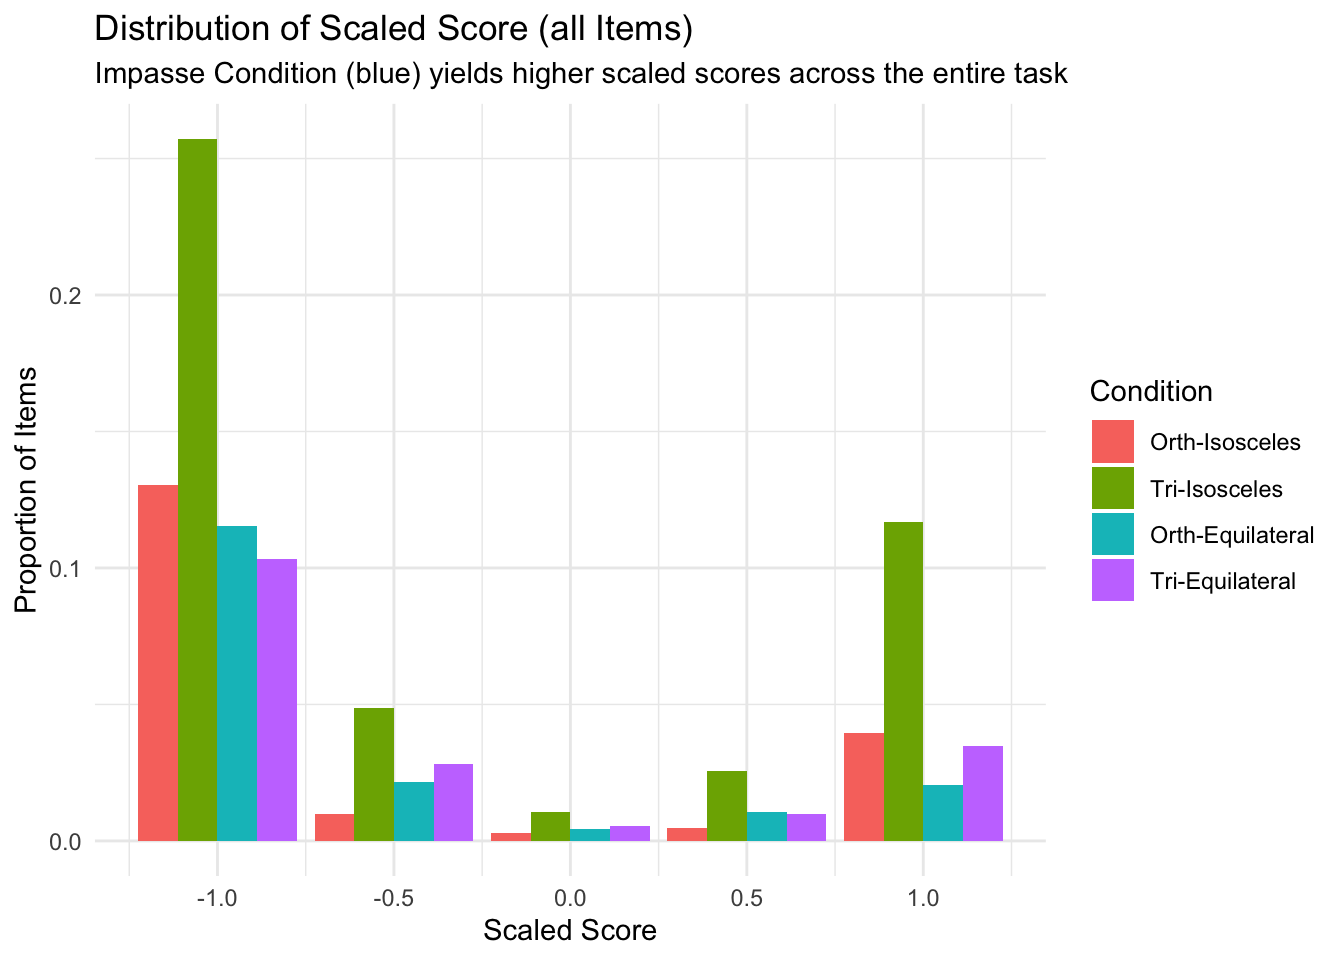 Distribution of Scaled Score (all Items)
Impasse Condition (blue) yields higher scaled scores across the entire task
Proportion of Items
0.2
0.1
0.0
-1.0
-0.5
0.0
0.5
1.0
Scaled Score
Condition
Orth-Isosceles
Tri-Isosceles
Orth-Equilateral
Tri-Equilateral